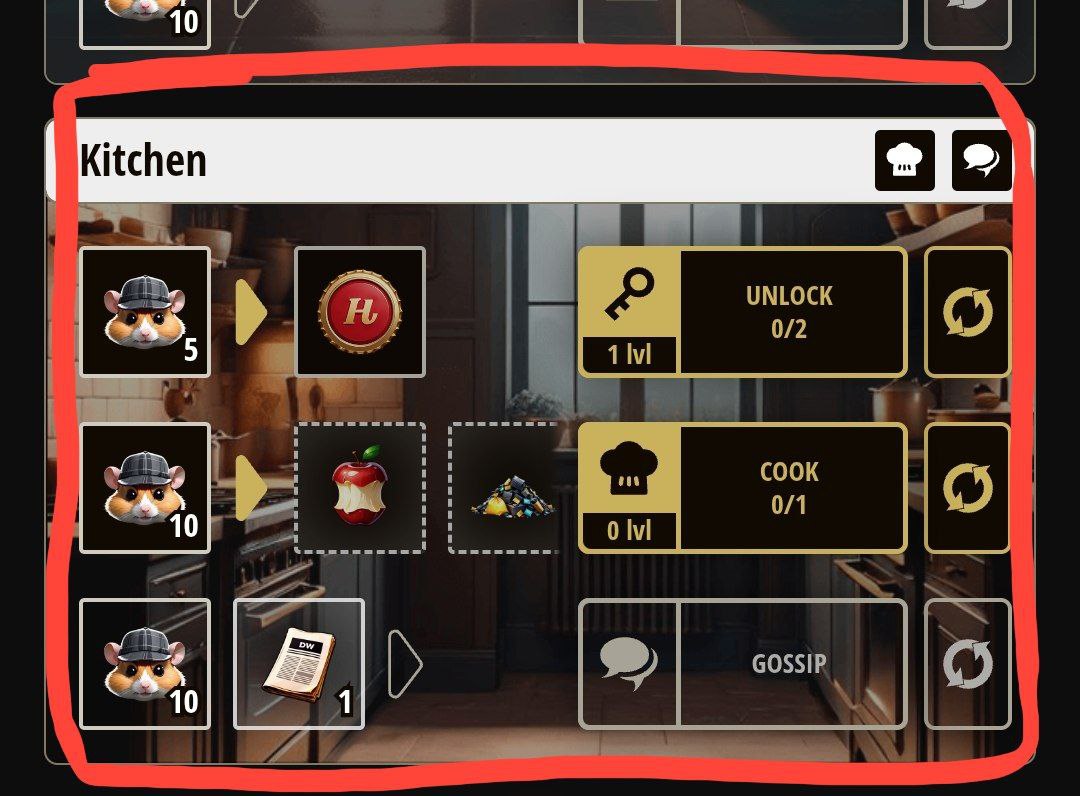 10
Kitchen
5
H
UNLOCK
0/2
1 lvl
10
COOK
0/1
0 lvl
10
DW
1
GOSSIP